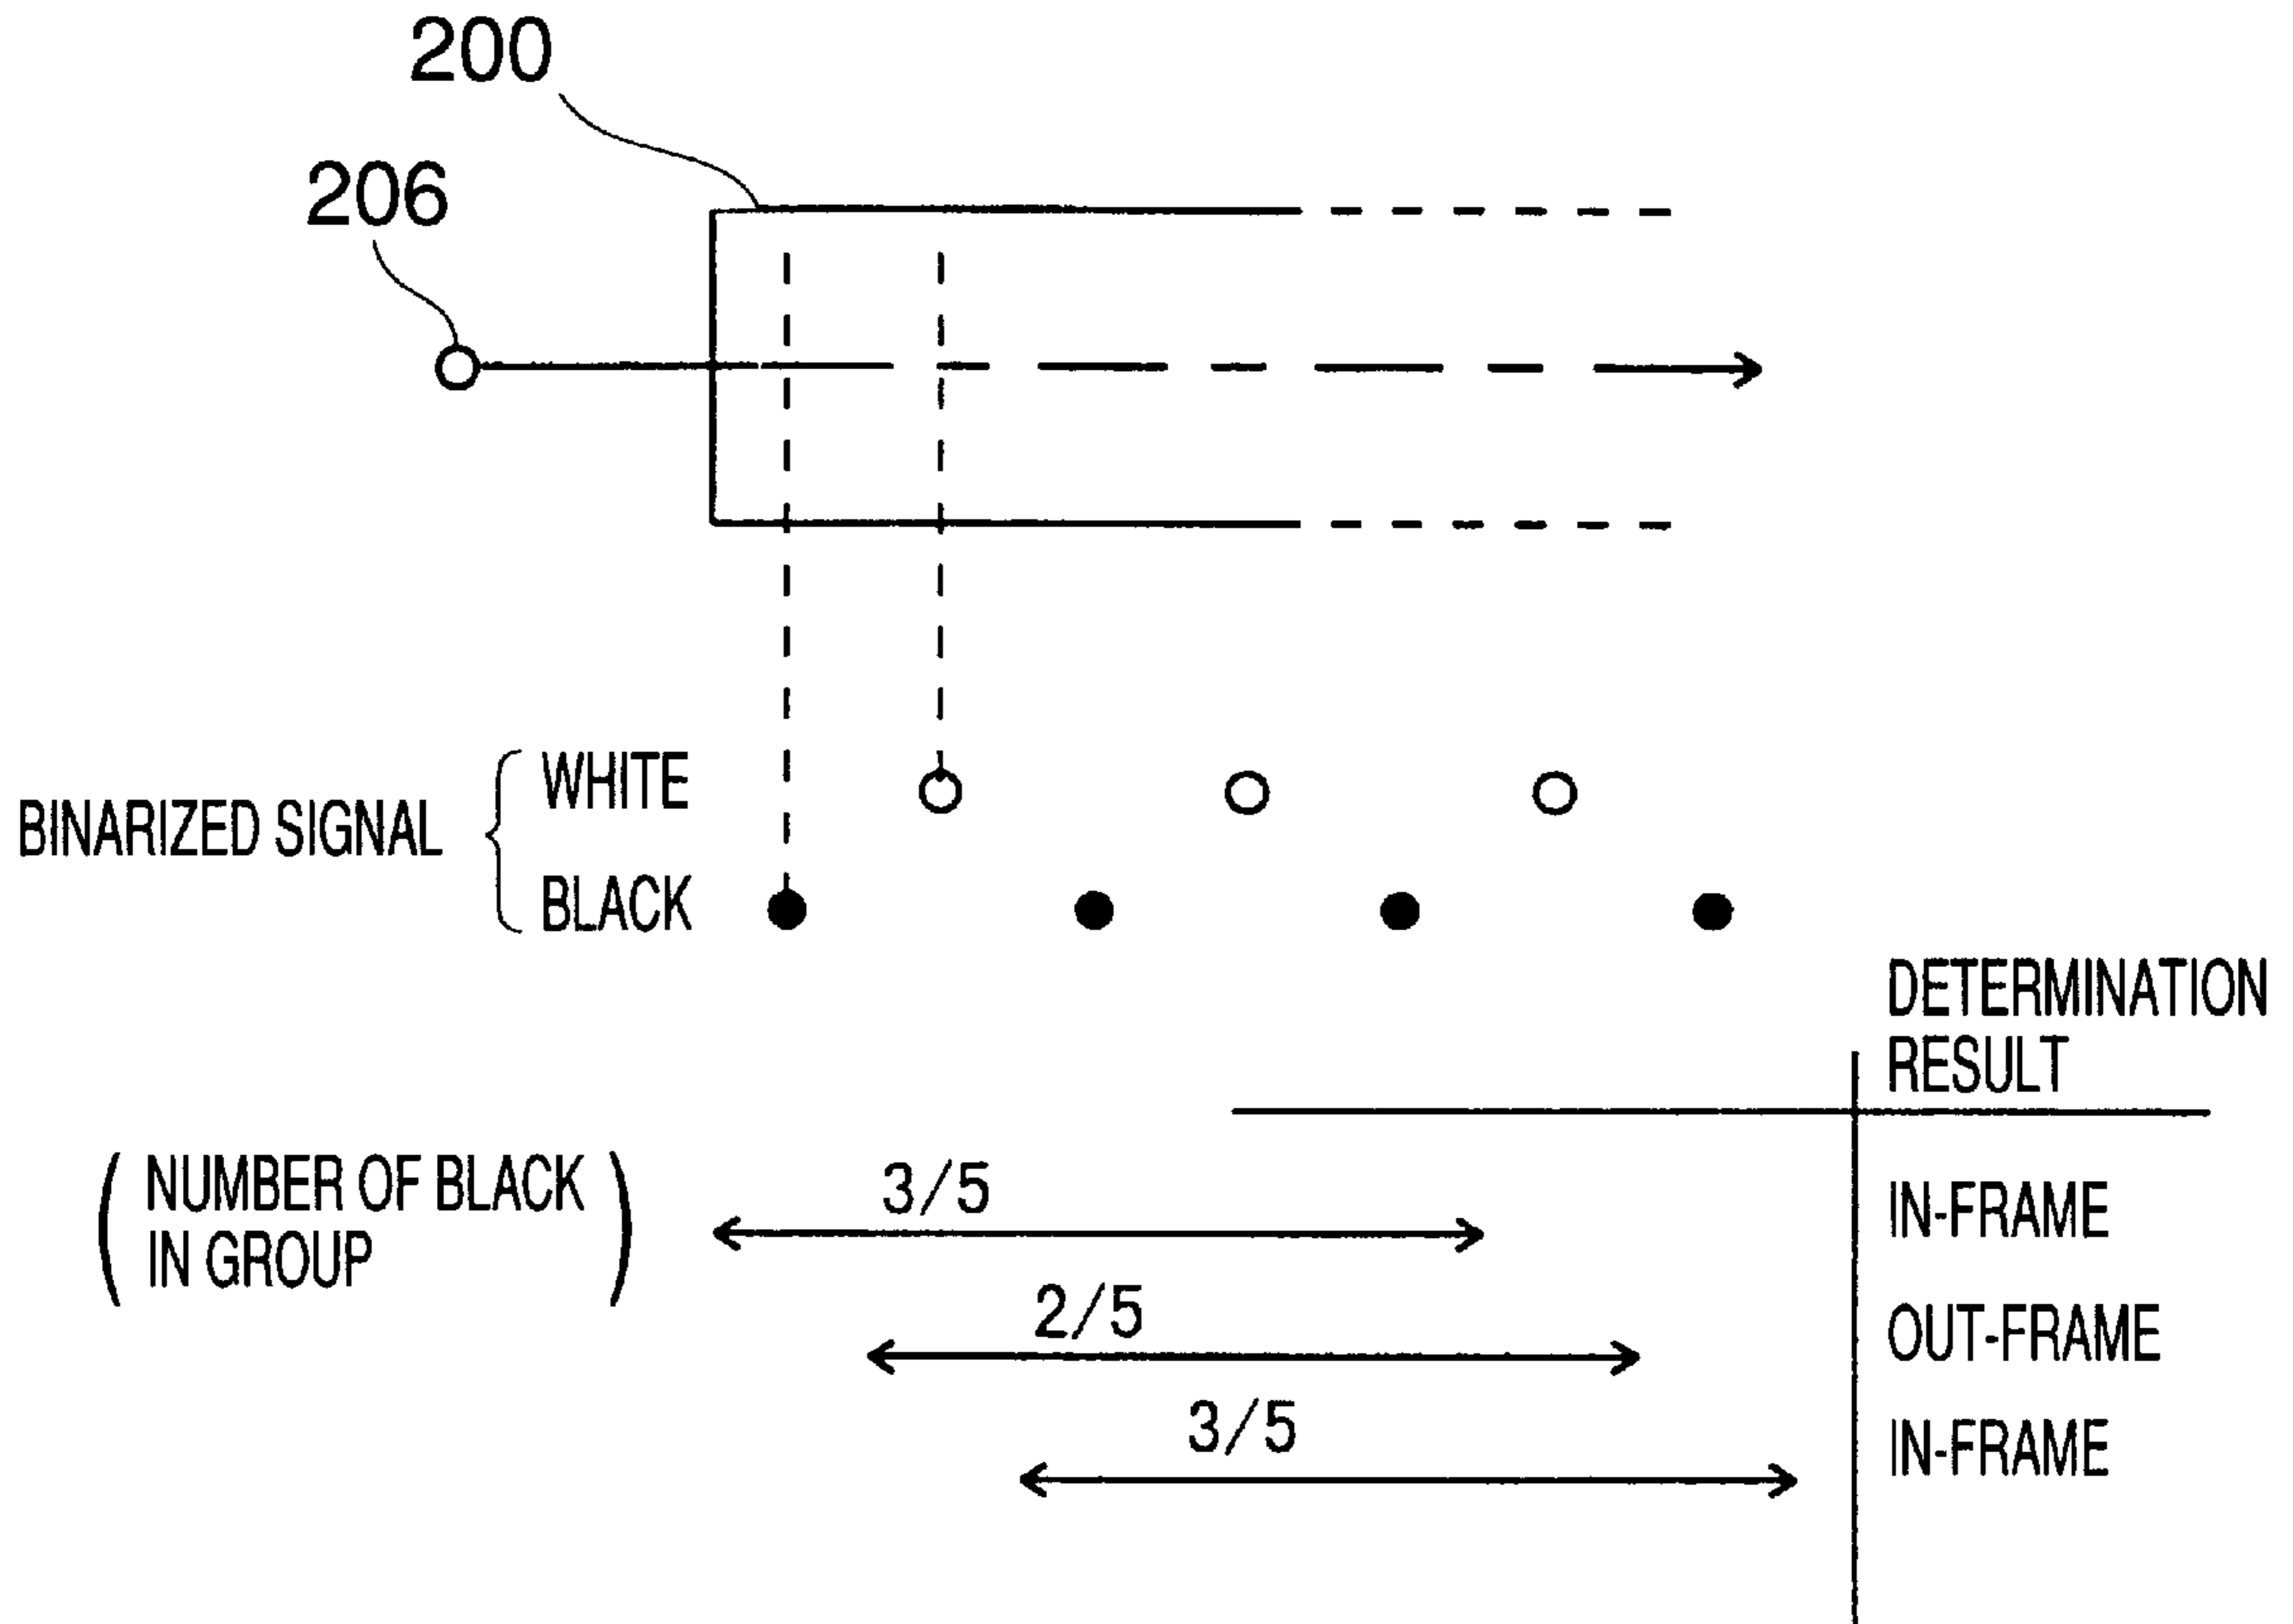 200
206
BINARIZED SIGNAL
WHITE
BLACK
DETERMINATION
RESULT
NUMBER OF BLACK
IN GROUP
3/5
IN-FRAME
2/5
OUT-FRAME
3/5
IN-FRAME